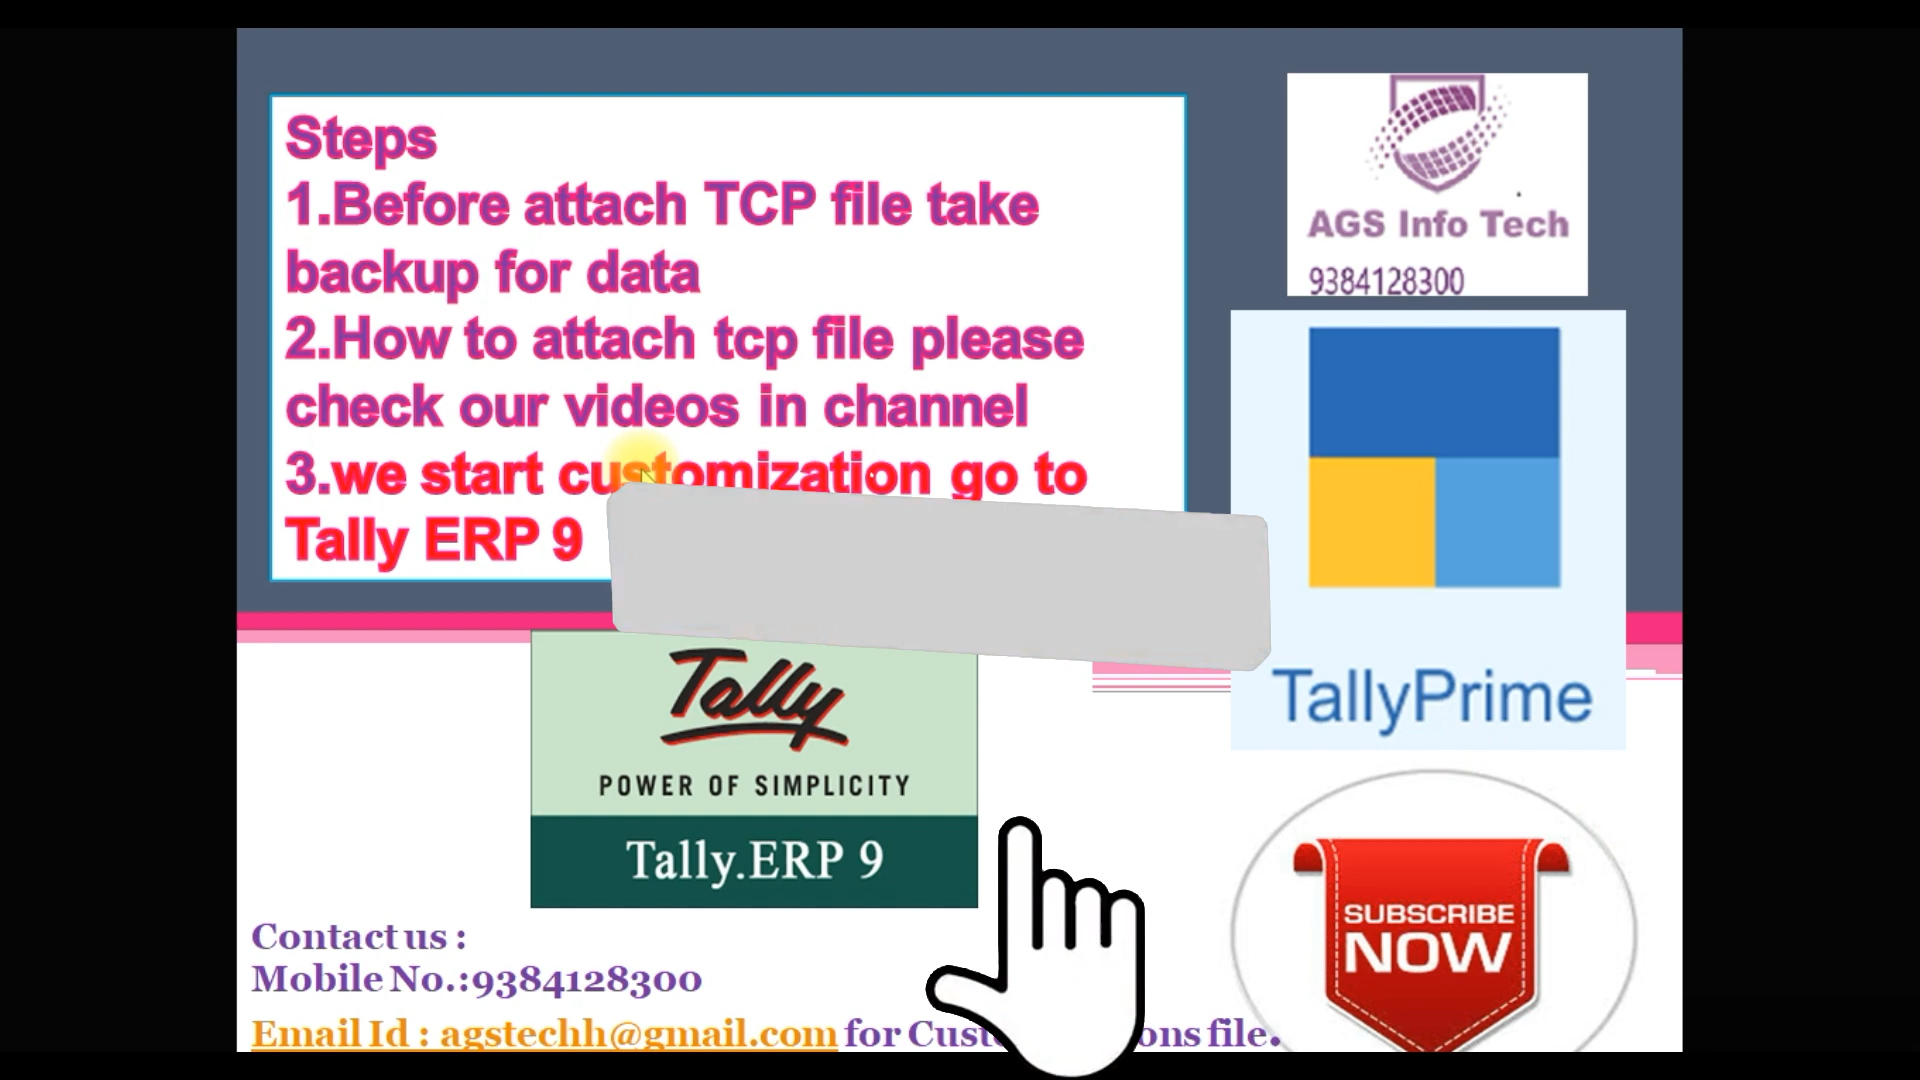 Steps
1.Before attach TCP file take
backup for data
2.How to attach tcp file please
check our videos in channel
3.we start customization go to
Tally ERP 9
AGS Info Tech
9384128300
TallyPrime
Tally
POWER OF SIMPLICITY
Tally.ERP 9
SUBSCRIBE
NOW
Contact us :
Mobile No.:9384128300
Email Id : agstechh@gmail.com for file.